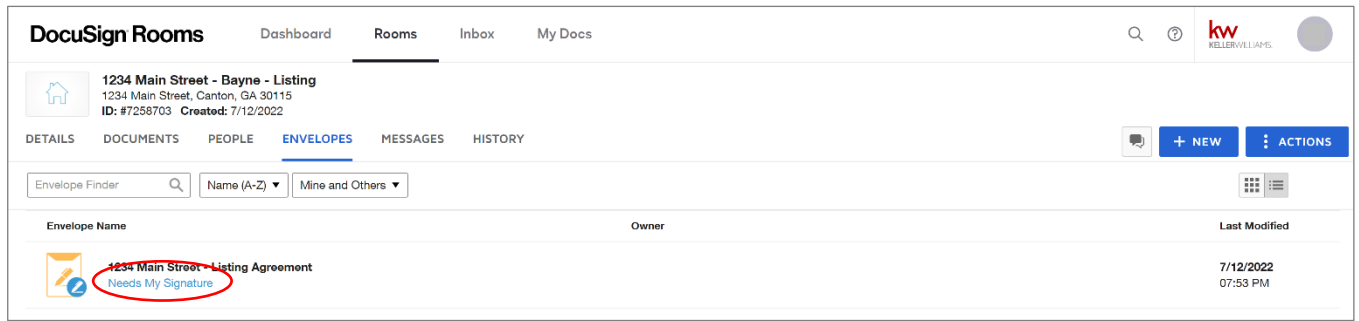 DocuSign Rooms Dashboard Rooms Inbox My Docs kw
KELLERWILLIAMS.
1234 Main Street - Bayne - Listing
1234 Main Street, Canton, GA 30115
ID: #7258703 Created: 7/12/2022
DETAILS DOCUMENTS PEOPLE ENVELOPES MESSAGES HISTORY + NEW ACTIONS
Envelope Finder Name (A-Z) Mine and Others
Envelope Name Owner Last Modified
1234 Main Street - Listing Agreement 7/12/2022
Needs My Signature 07:53 PM